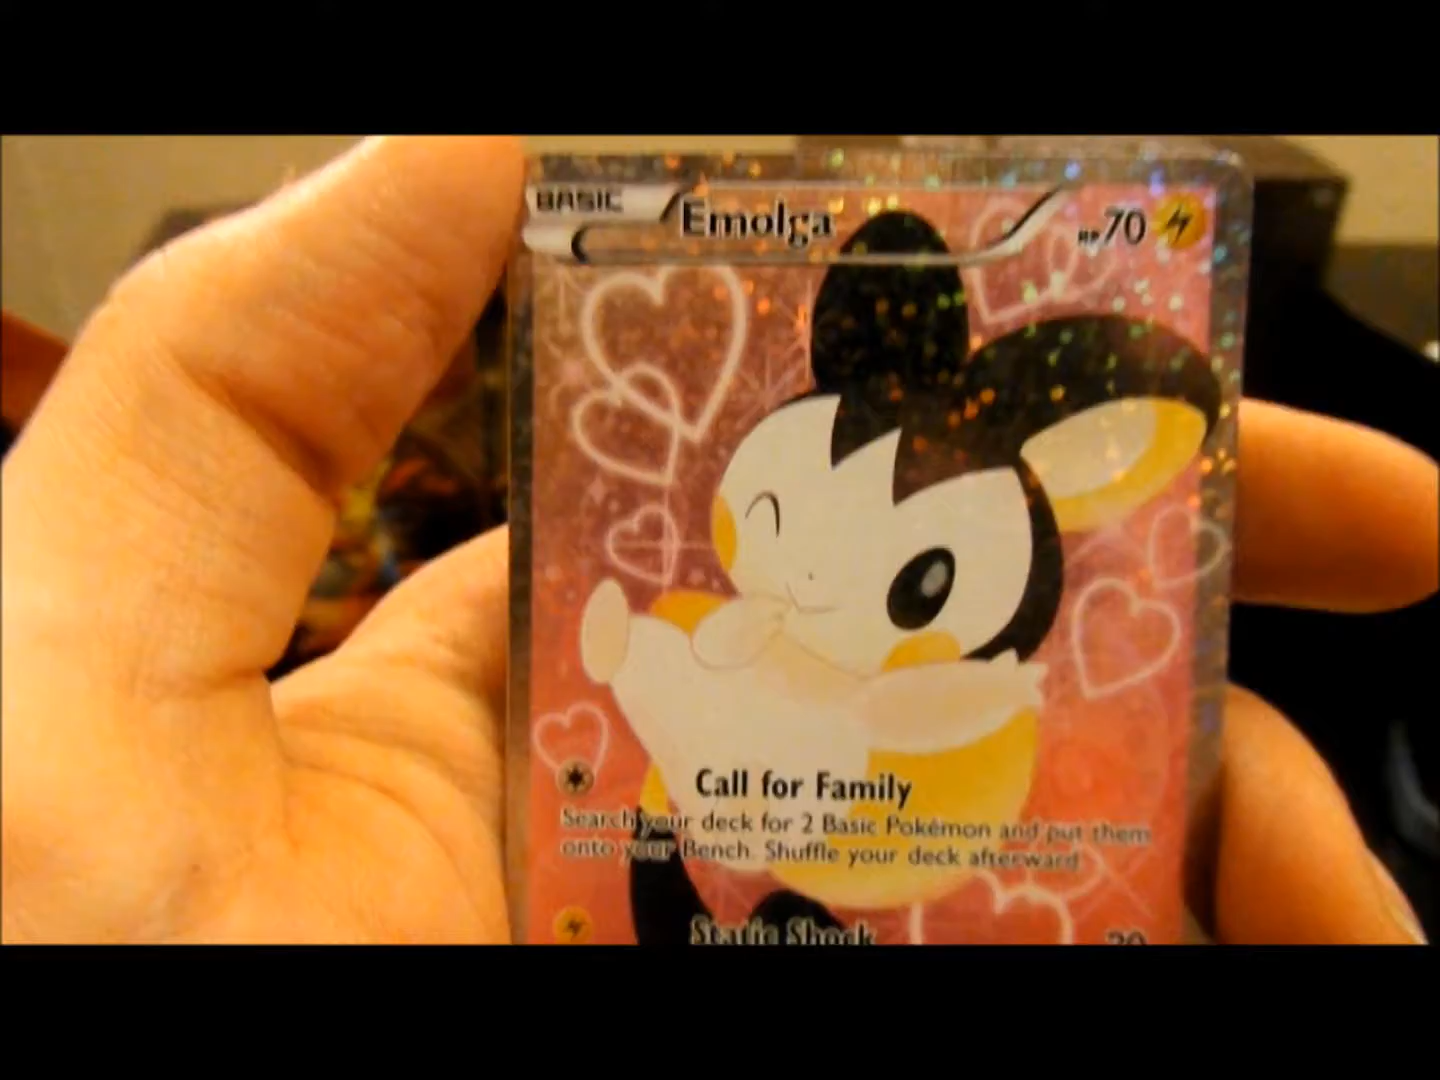 BASIC Emolga HP70
Call for Family
Search your deck for 2 Basic Pokémon and put them
onto your Bench. Shuffle your deck afterward.
Static Shock 20